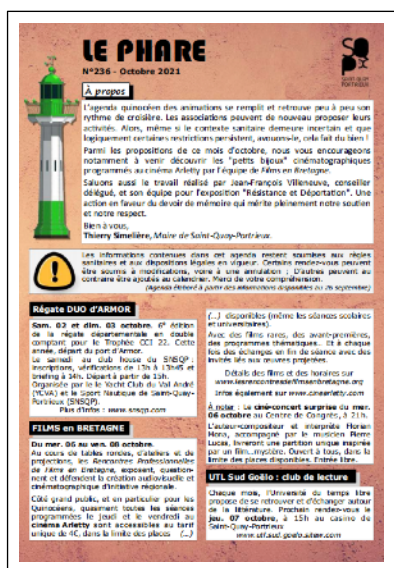 LE PHARE
N°236 - Octobre 2021
SAINT-QUAY
PORTRIEUX
À propos
L'agenda quinocéen des animations se remplit et retrouve peu à peu son
rythme de croisière. Les associations peuvent de nouveau proposer leurs
activités. Alors, même si le contexte sanitaire demeure incertain et que
logiquement certaines restrictions persistent, avouons-le, cela fait du bien !
Parmi les propositions de ce mois d'octobre, nous vous encourageons
notamment à venir découvrir les "petits bijoux" cinématographiques
programmés au cinéma Arletty par l'équipe de Films en Bretagne.
Saluons aussi le travail réalisé par Jean-François Villeneuve, conseiller
délégué, et son équipe pour l'exposition "Résistance et Déportation". Une
action en faveur du devoir de mémoire qui mérite pleinement notre soutien
et notre respect.
Bien à vous,
Thierry Simelière, Maire de Saint-Quay-Portrieux.
Les informations contenues dans cet agenda restent soumises aux règles
sanitaires et aux dispositions légales en vigueur. Certains rendez-vous peuvent
être soumis à modifications, voire à une annulation ; D'autres peuvent au
contraire être ajoutés au calendrier. Merci de votre compréhension.
(Agenda élaboré à partir des informations disponibles au 26 septembre)
Régate DUO d'ARMOR
Sam. 02 et dim. 03 octobre. 6e édition
de la régate départementale en double
comptant pour le Trophée CCI 22. Cette
année, départ du port d'Armor.
Le samedi au club house du SNSQP :
inscriptions, vérifications de 13h à 13h45 et
briefing à 14h. Départ à partir de 15h.
Organisée par le le Yacht Club du Val André
(YCVA) et le Sport Nautique de Saint-Quay-
Portrieux (SNSQP).
Plus d'infos : www.snsqp.com
FILMS en BRETAGNE
Du mer. 06 au ven. 08 octobre.
Au cours de tables rondes, d'ateliers et de
projections, les Rencontres Professionnelles
de Films en Bretagne, exposent, question-
nent et défendent la création audiovisuelle et
cinématographique d'initiative régionale.
Côté grand public, et en particulier pour les
Quinocéens, quasiment toutes les séances
programmées le jeudi et le vendredi au
cinéma Arletty sont accessibles au tarif
unique de 4€, dans la limite des places (...)
(...) disponibles (même les séances scolaires
et universitaires).
Avec des films rares, des avant-premières,
des programmes thématiques.. Et à chaque
fois des échanges en fin de séance avec des
invités liés aux œuvres projetées.
Détails des films et des horaires sur
www.lesrencontresdefilmsenbretagne.org
Infos également sur www.cinearletty.com
A noter : Le ciné-concert surprise du mer.
06 octobre au Centre de Congrès, à 21h.
L'auteur-compositeur et interprète Florian
Mona, accompagné par le musicien Pierre
Lucas, livreront une partition unique inspirée
par un film...mystère. Ouvert à tous, dans la
limite des places disponibles. Entrée libre.
UTL Sud Goëlo : club de lecture
Chaque mois, l'Université du temps libre
propose de se retrouver et d'échanger autour
de la littérature. Prochain rendez-vous le
jeu. 07 octobre, à 15h au casino de
Saint-Quay-Portrieux
www.utl.sud.goelo.sitew.com